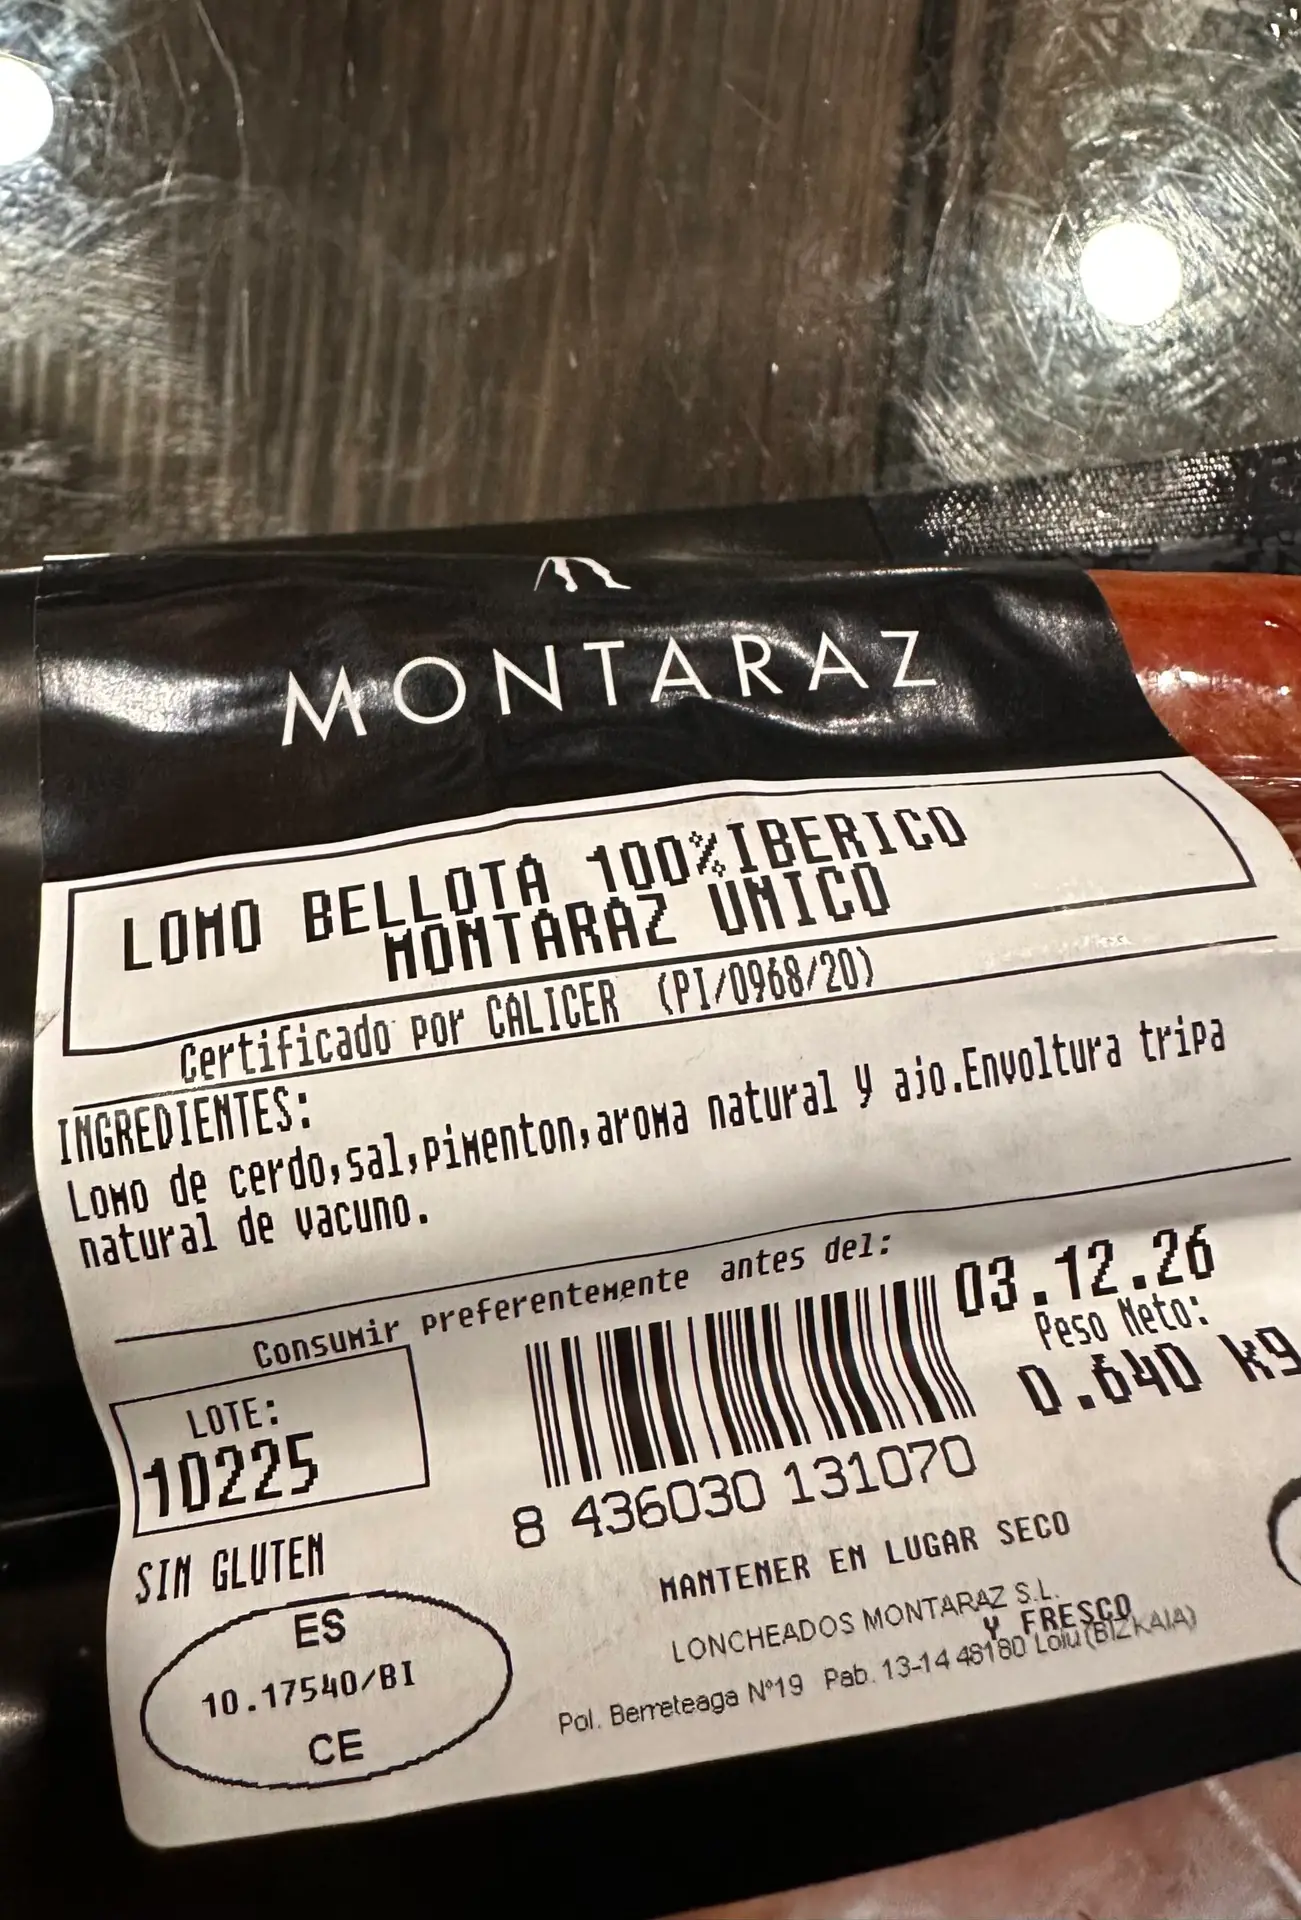 MONTARAZ
LOMO BELLOTA 100%IBERICO
MONTARAZ UNICO
Certificado por CALICER (PI/0968/20)
INGREDIENTES:
Lomo de cerdo,sal,pimenton,aroma natural y ajo.Envoltura tripa
natural de vacuno.
Consumir preferentemente antes del:
03.12.26
Peso Neto:
0.640 kg
LOTE:
10225
8 436030 131070
SIN GLUTEN
MANTENER EN LUGAR SECO
Y FRESCO
LONCHEADOS MONTARAZ S.L.
Pol. Berreteaga Nº19 Pab. 13-14 48180 Loiu (BIZKAIA)
ES
10.17540/BI
CE